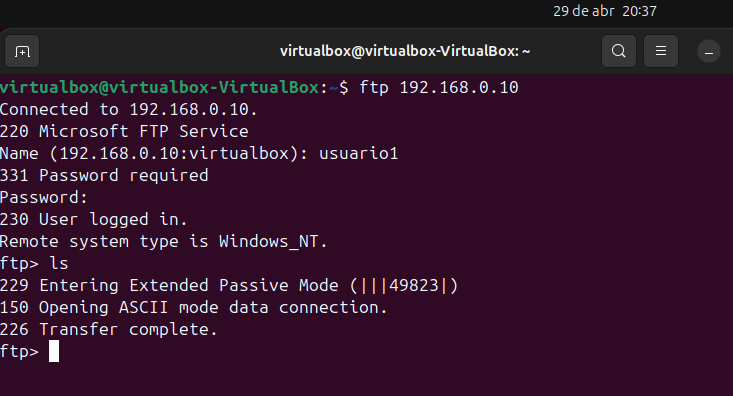 29 de abr 20:37
virtualbox@virtualbox-VirtualBox: ~
virtualbox@virtualbox-VirtualBox:~$ ftp 192.168.0.10
Connected to 192.168.0.10.
220 Microsoft FTP Service
Name (192.168.0.10:virtualbox): usuario1
331 Password required
Password:
230 User logged in.
Remote system type is Windows_NT.
ftp> ls
229 Entering Extended Passive Mode (|||49823|)
150 Opening ASCII mode data connection.
226 Transfer complete.
ftp>